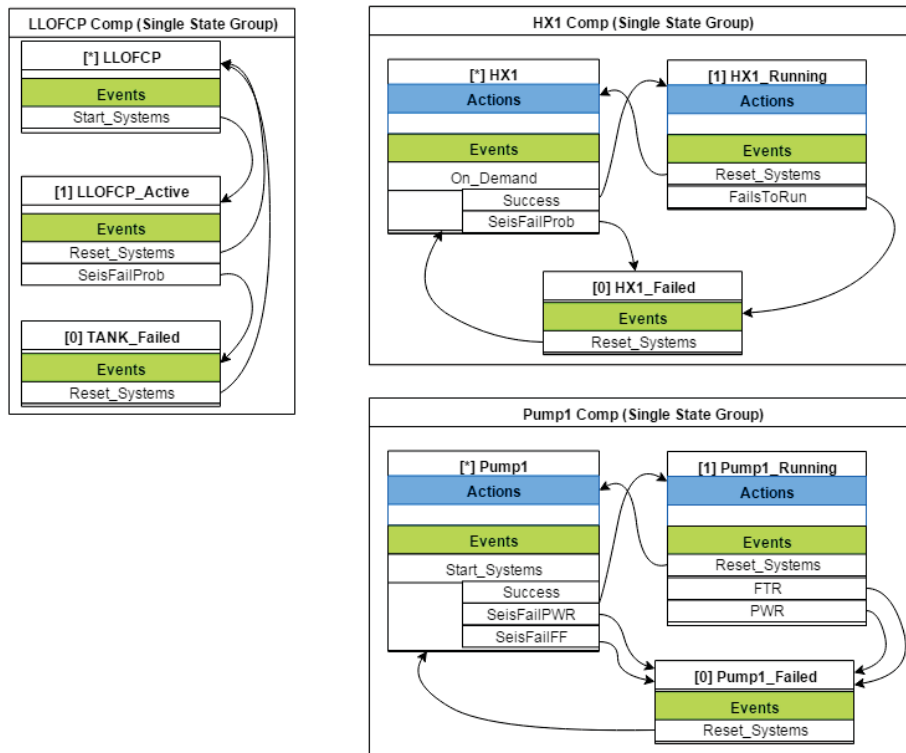 LLOFCP Comp (Single State Group)
[*] LLOFCP
Events
Start_Systems
[1] LLOFCP_Active
Events
Reset_Systems
SeisFailProb
[0] TANK_Failed
Events
Reset_Systems
HX1 Comp (Single State Group)
[*] HX1
Actions
Events
On_Demand
Success
SeisFailProb
[1] HX1_Running
Actions
Events
Reset_Systems
FailsToRun
[0] HX1_Failed
Events
Reset_Systems
Pump1 Comp (Single State Group)
[*] Pump1
Actions
Events
Start_Systems
Success
SeisFailPWR
SeisFailFF
[1] Pump1_Running
Actions
Events
Reset_Systems
FTR
PWR
[0] Pump1_Failed
Events
Reset_Systems